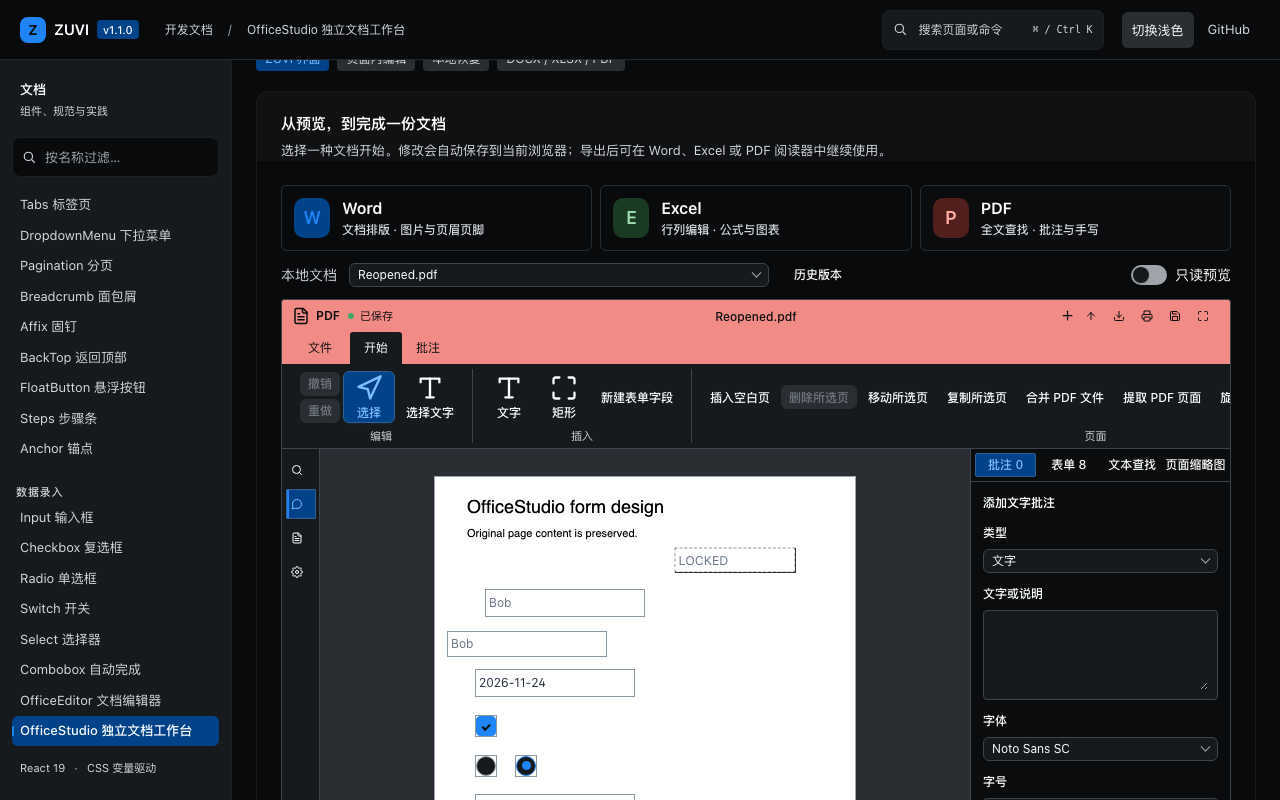 Z ZUVI v1.1.0 开发文档 / OfficeStudio 独立文档工作台 搜索页面或命令 ⌘ / Ctrl K 切换浅色 GitHub
ZUVI 界面 页面内编辑 本地恢复 DOCX / XLSX / PDF
文档
组件、规范与实践
按名称过滤...
Tabs 标签页
DropdownMenu 下拉菜单
Pagination 分页
Breadcrumb 面包屑
Affix 固钉
BackTop 返回顶部
FloatButton 悬浮按钮
Steps 步骤条
Anchor 锚点
数据录入
Input 输入框
Checkbox 复选框
Radio 单选框
Switch 开关
Select 选择器
Combobox 自动完成
OfficeEditor 文档编辑器
OfficeStudio 独立文档工作台
React 19 · CSS 变量驱动
从预览，到完成一份文档
选择一种文档开始。修改会自动保存到当前浏览器；导出后可在 Word、Excel 或 PDF 阅读器中继续使用。
W Word
文档排版 · 图片与页眉页脚
E Excel
行列编辑 · 公式与图表
P PDF
全文查找 · 批注与手写
本地文档 Reopened.pdf 历史版本 只读预览
PDF 已保存 Reopened.pdf
文件 开始 批注
撤销 重做 选择 选择文字 文字 矩形 新建表单字段 插入空白页 删除所选页 移动所选页 复制所选页 合并 PDF 文件 提取 PDF 页面 旋
编辑 插入 页面
OfficeStudio form design
Original page content is preserved.
LOCKED
Bob
Bob
2026-11-24
批注 0 表单 8 文本查找 页面缩略图
添加文字批注
类型
文字
文字或说明
字体
Noto Sans SC
字号